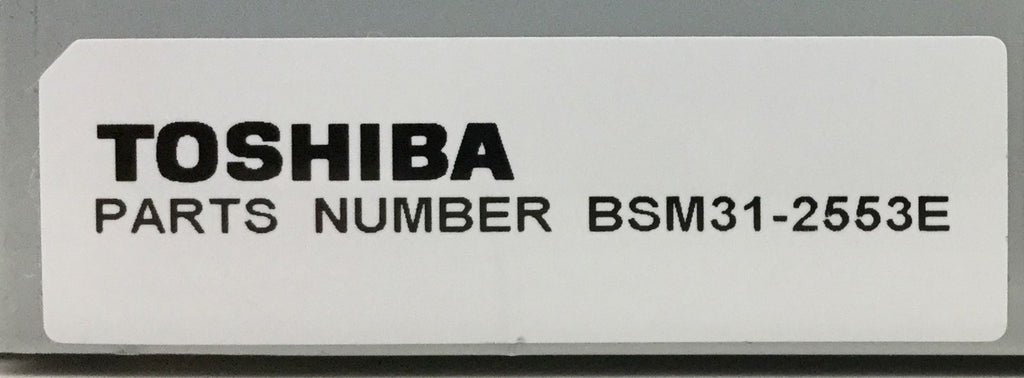 TOSHIBA
PARTS NUMBER BSM31-2553E